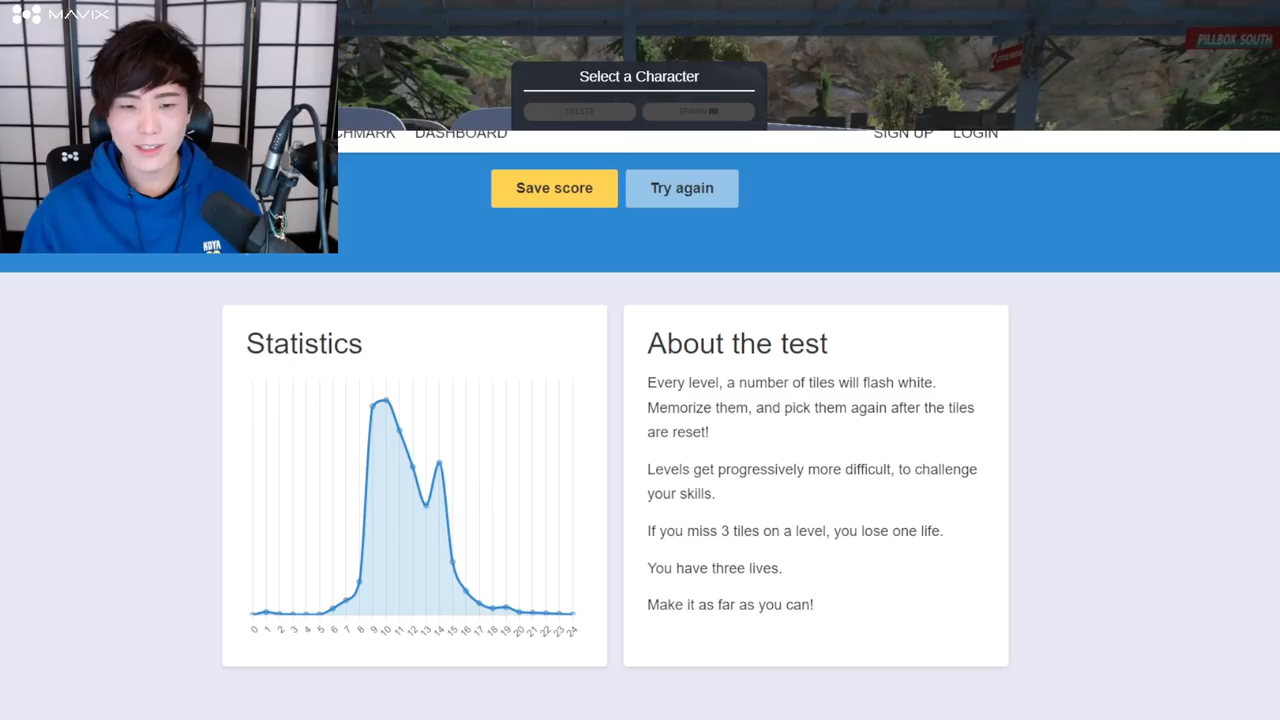 MAVIX
PILLBOX SOUTH
Select a Character
DELETE
SPAWN
CHMARK DASHBOARD
SIGN UP LOGIN
Save score
Try again
KOYA
Statistics
0 1 2 3 4 5 6 7 8 9 10 11 12 13 14 15 16 17 18 19 20 21 22 23 24
About the test
Every level, a number of tiles will flash white.
Memorize them, and pick them again after the tiles
are reset!
Levels get progressively more difficult, to challenge
your skills.
If you miss 3 tiles on a level, you lose one life.
You have three lives.
Make it as far as you can!